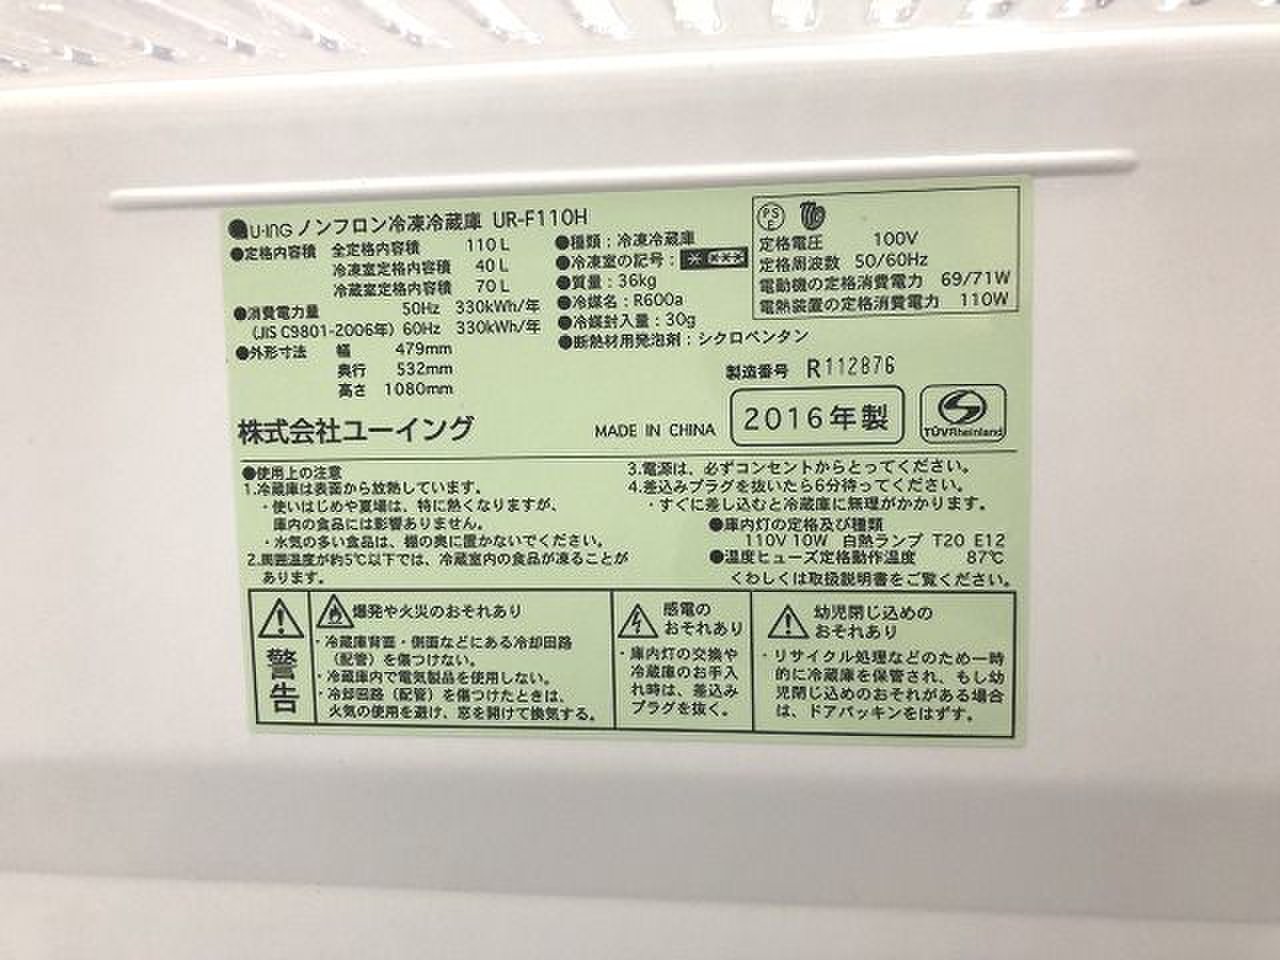 U-ING ノンフロン冷凍冷蔵庫 UR-F110H
●定格内容積 全定格内容積 110L
冷凍室定格内容積 40L
冷蔵室定格内容積 70L
●消費電力量 50Hz 330kWh/年
(JIS C9801-2006年) 60Hz 330kWh/年
●外形寸法 幅 479mm
奥行 532mm
高さ 1080mm
●種類：冷凍冷蔵庫
●冷凍室の記号：
●質量：36kg
●冷媒名：R600a
●冷媒封入量：30g
●断熱材用発泡剤：シクロペンタン
PSE
定格電圧 100V
定格周波数 50/60Hz
電動機の定格消費電力 69/71W
電熱装置の定格消費電力 110W
製造番号 R112876
株式会社ユーイング
MADE IN CHINA
2016年製
TÜVRheinland
●使用上の注意
1.冷蔵庫は表面から放熱しています。
・使いはじめや夏場は、特に熱くなりますが、
庫内の食品には影響ありません。
・水気の多い食品は、棚の奥に置かないでください。
2.周囲温度が約5℃以下では、冷蔵室内の食品が凍ることが
あります。
3.電源は、必ずコンセントからとってください。
4.差込みプラグを抜いたら6分待ってください。
・すぐに差し込むと冷蔵庫に無理がかかります。
●庫内灯の定格及び種類
110V 10W 白熱ランプ T20 E12
●温度ヒューズ定格動作温度 87℃
くわしくは取扱説明書をご覧ください。
警告
爆発や火災のおそれあり
・冷蔵庫背面・側面などにある冷却回路
（配管）を傷つけない。
・冷蔵庫内で電気製品を使用しない。
・冷却回路（配管）を傷つけたときは、
火気の使用を避け、窓を開けて換気する。
感電の
おそれあり
・庫内灯の交換や
冷蔵庫のお手入
れ時は、差込み
プラグを抜く。
幼児閉じ込めの
おそれあり
・リサイクル処理などのため一時
的に冷蔵庫を保管され、もし幼
児閉じ込めのおそれがある場合
は、ドアパッキンをはずす。